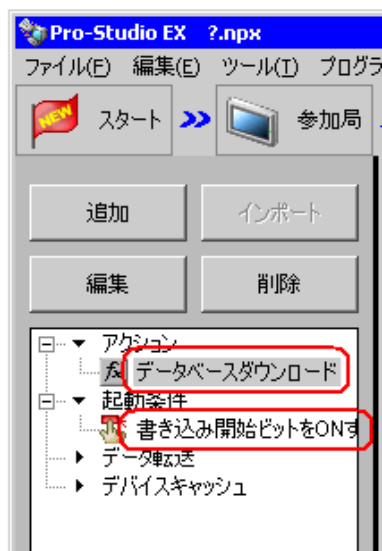 Pro-Studio EX ?.npx
ファイル(F) 編集(E) ツール(T) プログラ
NEW スタート >> 参加局
追加 インポート
編集 削除
アクション
fx データベースダウンロード
起動条件
書き込み開始ビットをONす
データ転送
デバイスキャッシュ